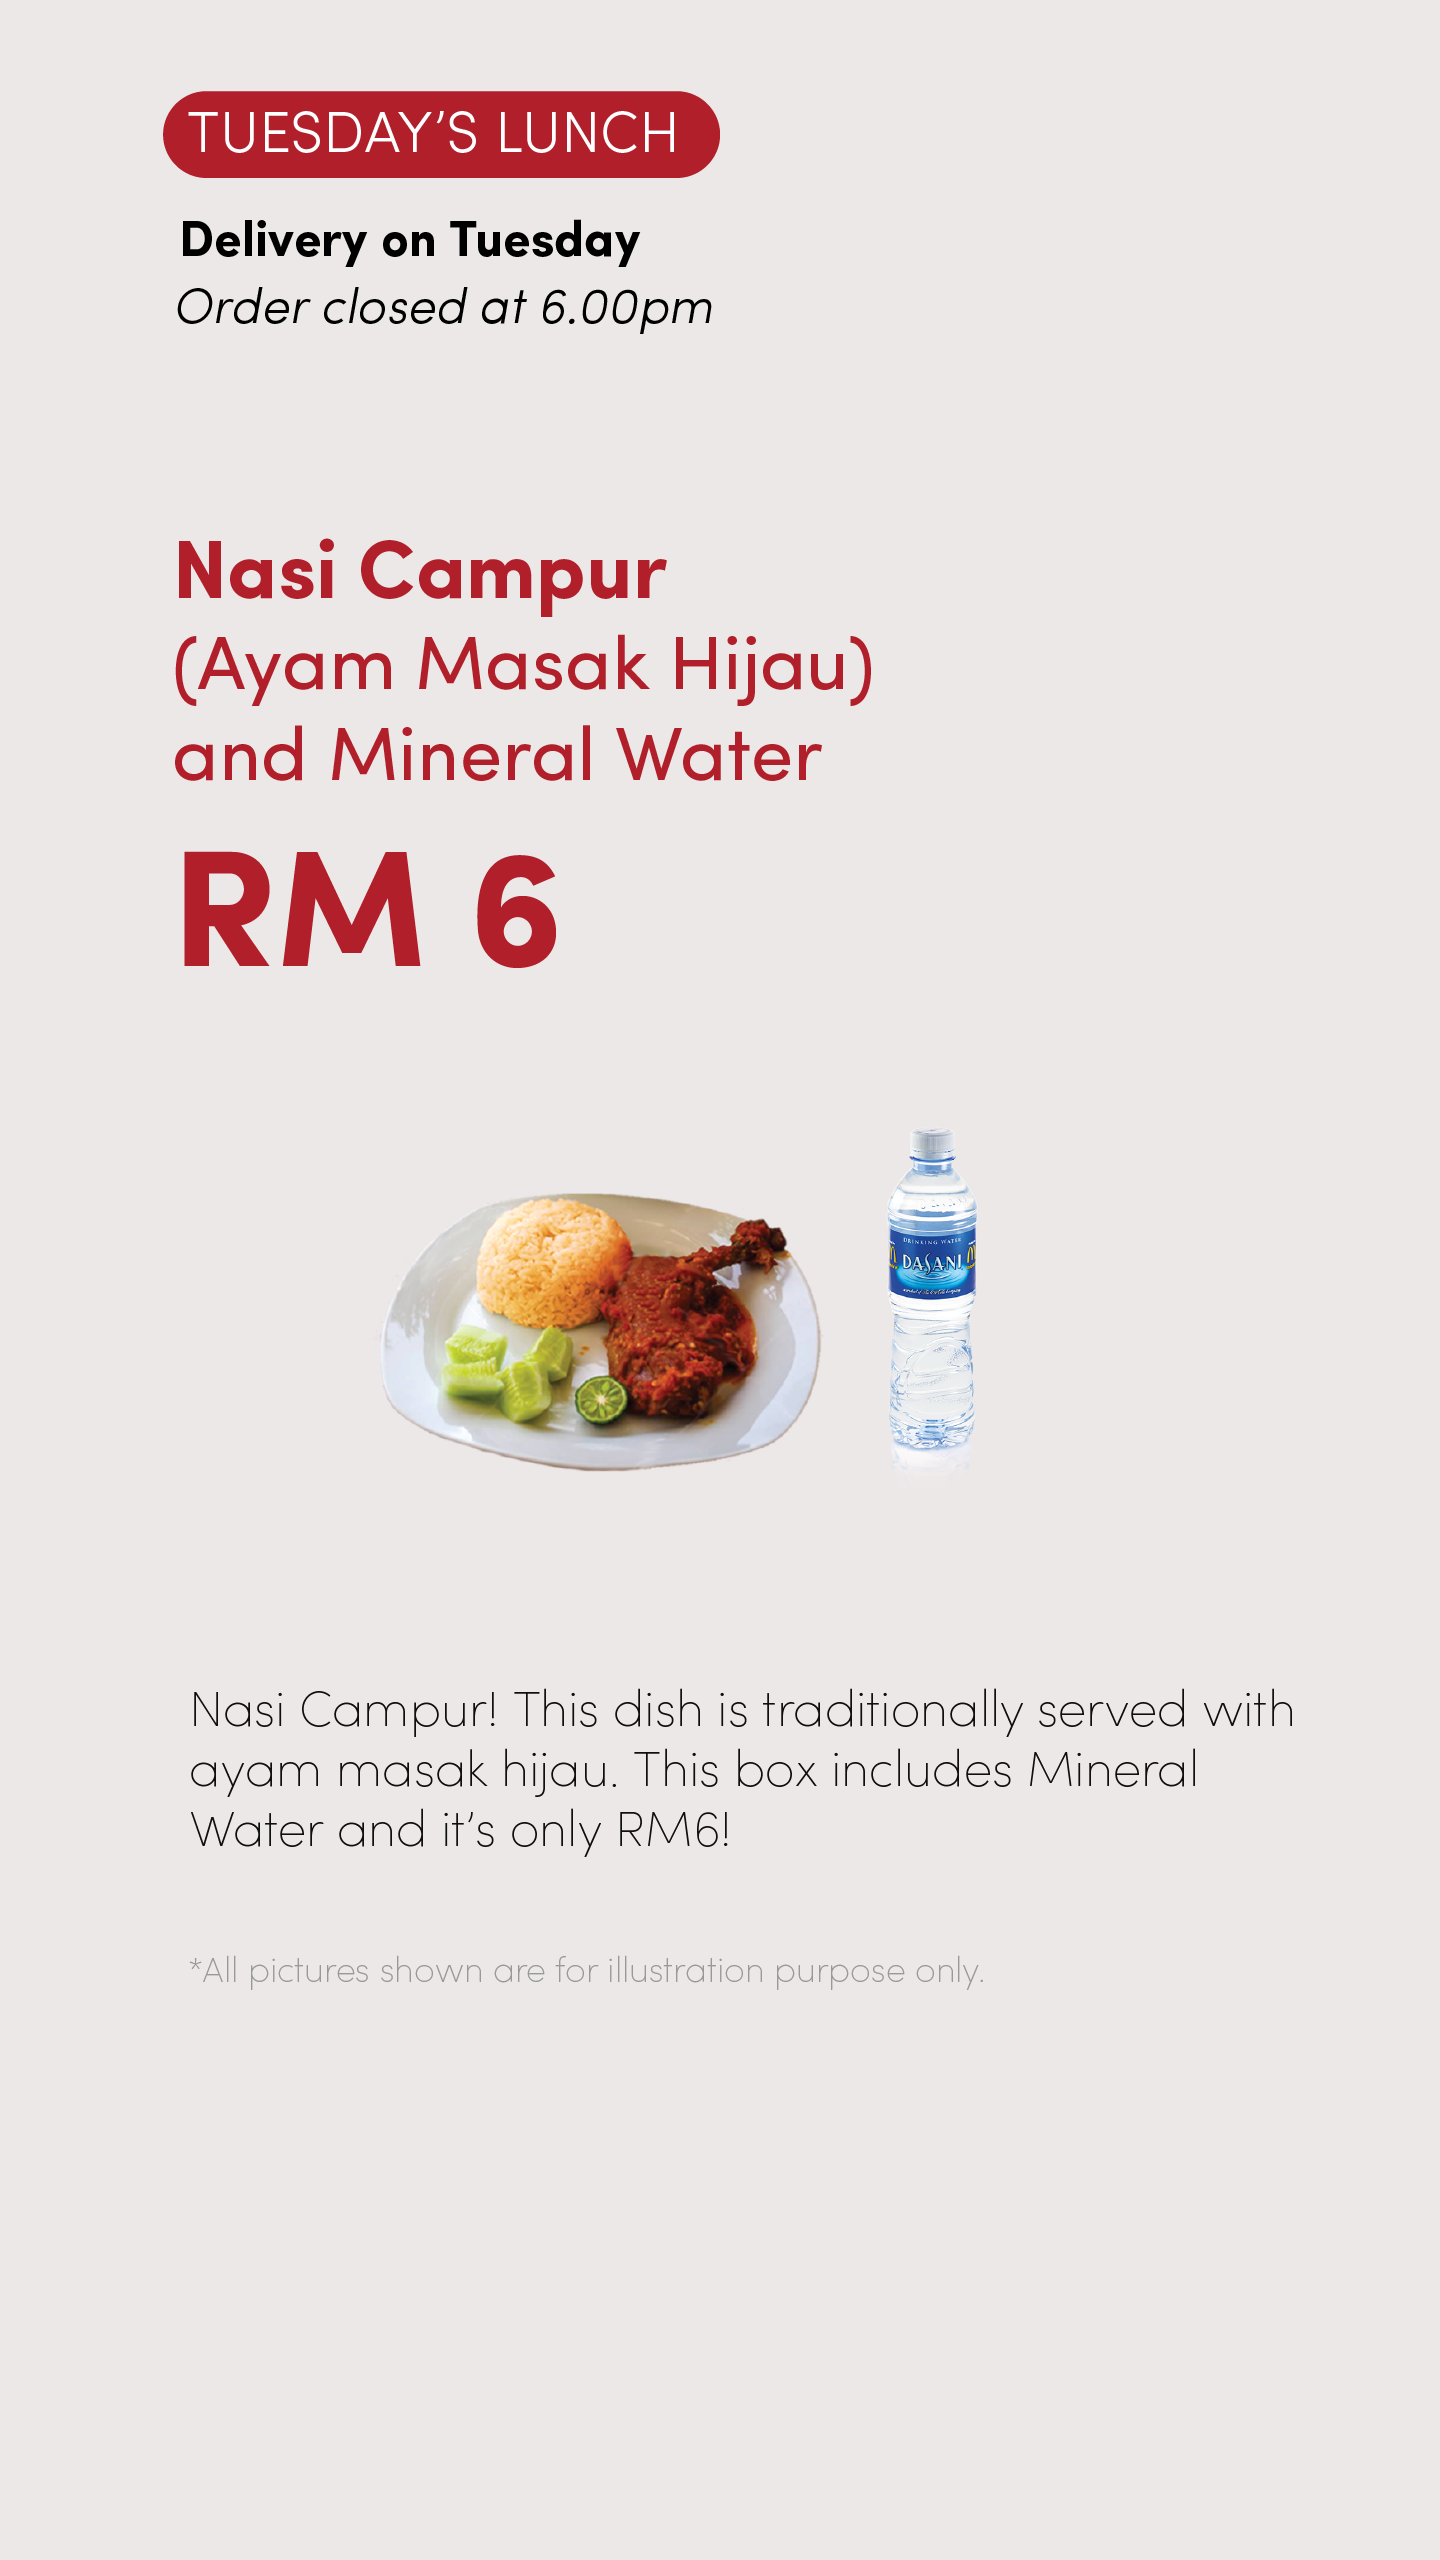 TUESDAY’S LUNCH
Delivery on Tuesday
Order closed at 6.00pm
Nasi Campur
(Ayam Masak Hijau)
and Mineral Water
RM 6
DRINKING WATER
DASANI
Nasi Campur! This dish is traditionally served with
ayam masak hijau. This box includes Mineral
Water and it’s only RM6!
*All pictures shown are for illustration purpose only.